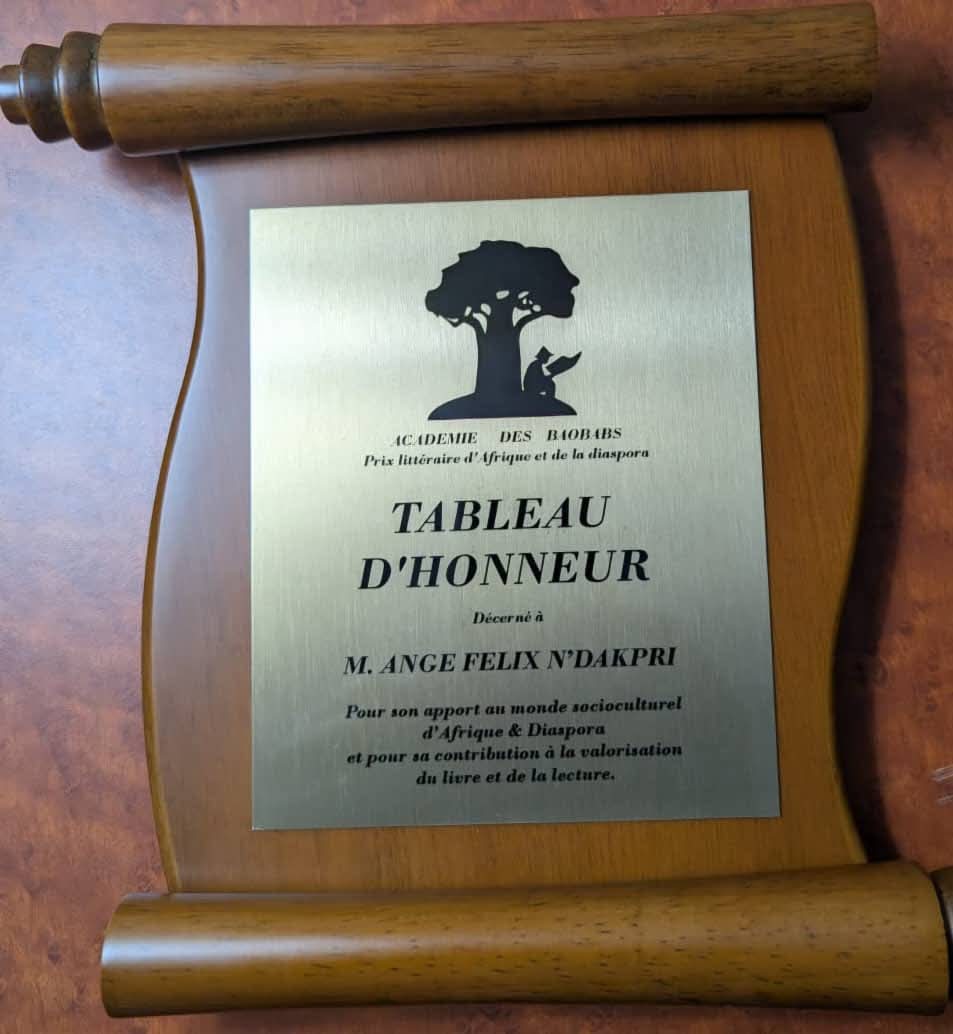 ACADEMIE DES BAOBABS
Prix littéraire d'Afrique et de la diaspora
TABLEAU
D'HONNEUR
Décerné à
M. ANGE FELIX N’DAKPRI
Pour son apport au monde socioculturel
d'Afrique & Diaspora
et pour sa contribution à la valorisation
du livre et de la lecture.